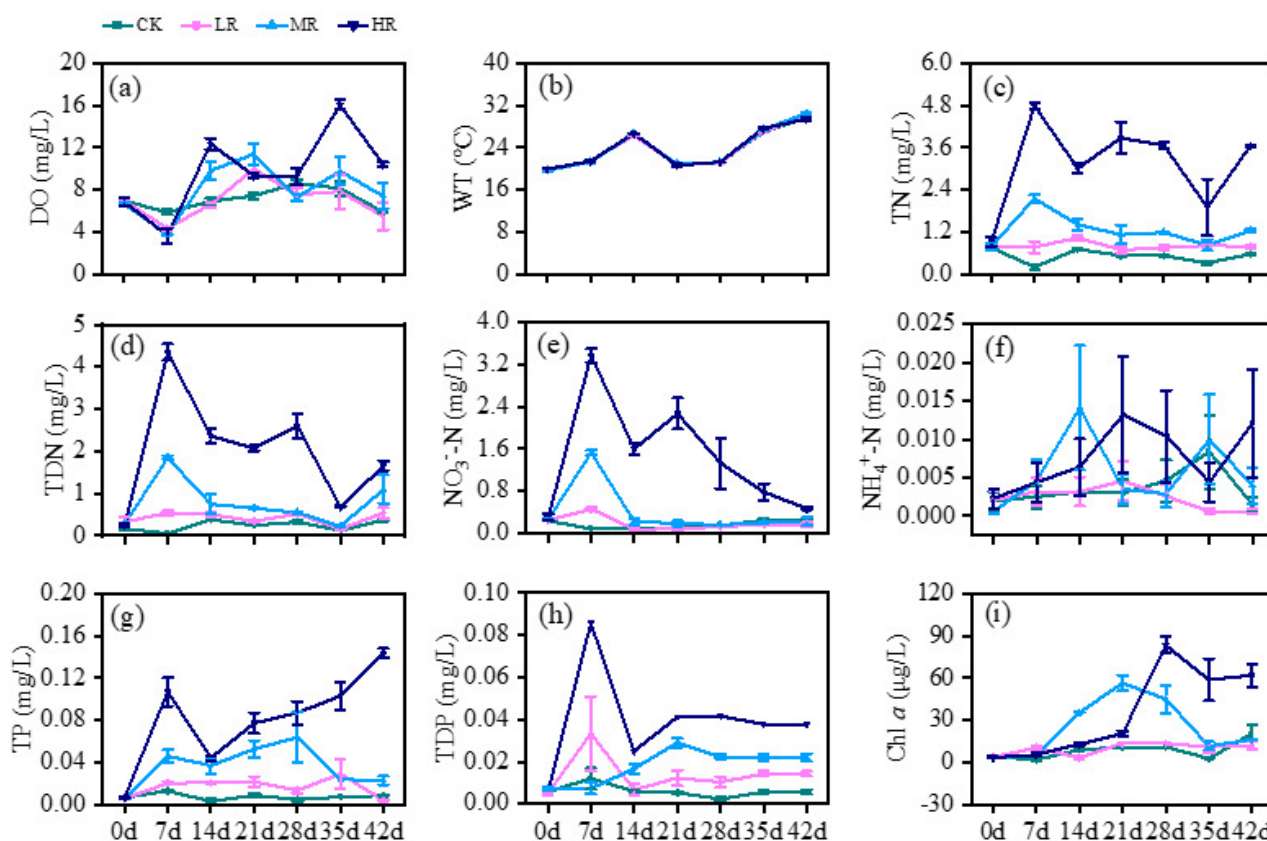 CK LR MR HR
(a)
DO (mg/L)
20
16
12
8
4
0
(b)
WT (°C)
40
32
24
16
8
0
(c)
TN (mg/L)
6.0
4.8
3.6
2.4
1.2
0.0
(d)
TDN (mg/L)
5
4
3
2
1
0
(e)
NO₃⁻-N (mg/L)
4.0
3.2
2.4
1.6
0.8
0.0
(f)
NH₄⁺-N (mg/L)
0.025
0.020
0.015
0.010
0.005
0.000
(g)
TP (mg/L)
0.20
0.16
0.12
0.08
0.04
0.00
0d 7d 14d 21d 28d 35d 42d
(h)
TDP (mg/L)
0.10
0.08
0.06
0.04
0.02
0.00
0d 7d 14d 21d 28d 35d 42d
(i)
Chl a (μg/L)
120
90
60
30
0
-30
0d 7d 14d 21d 28d 35d 42d